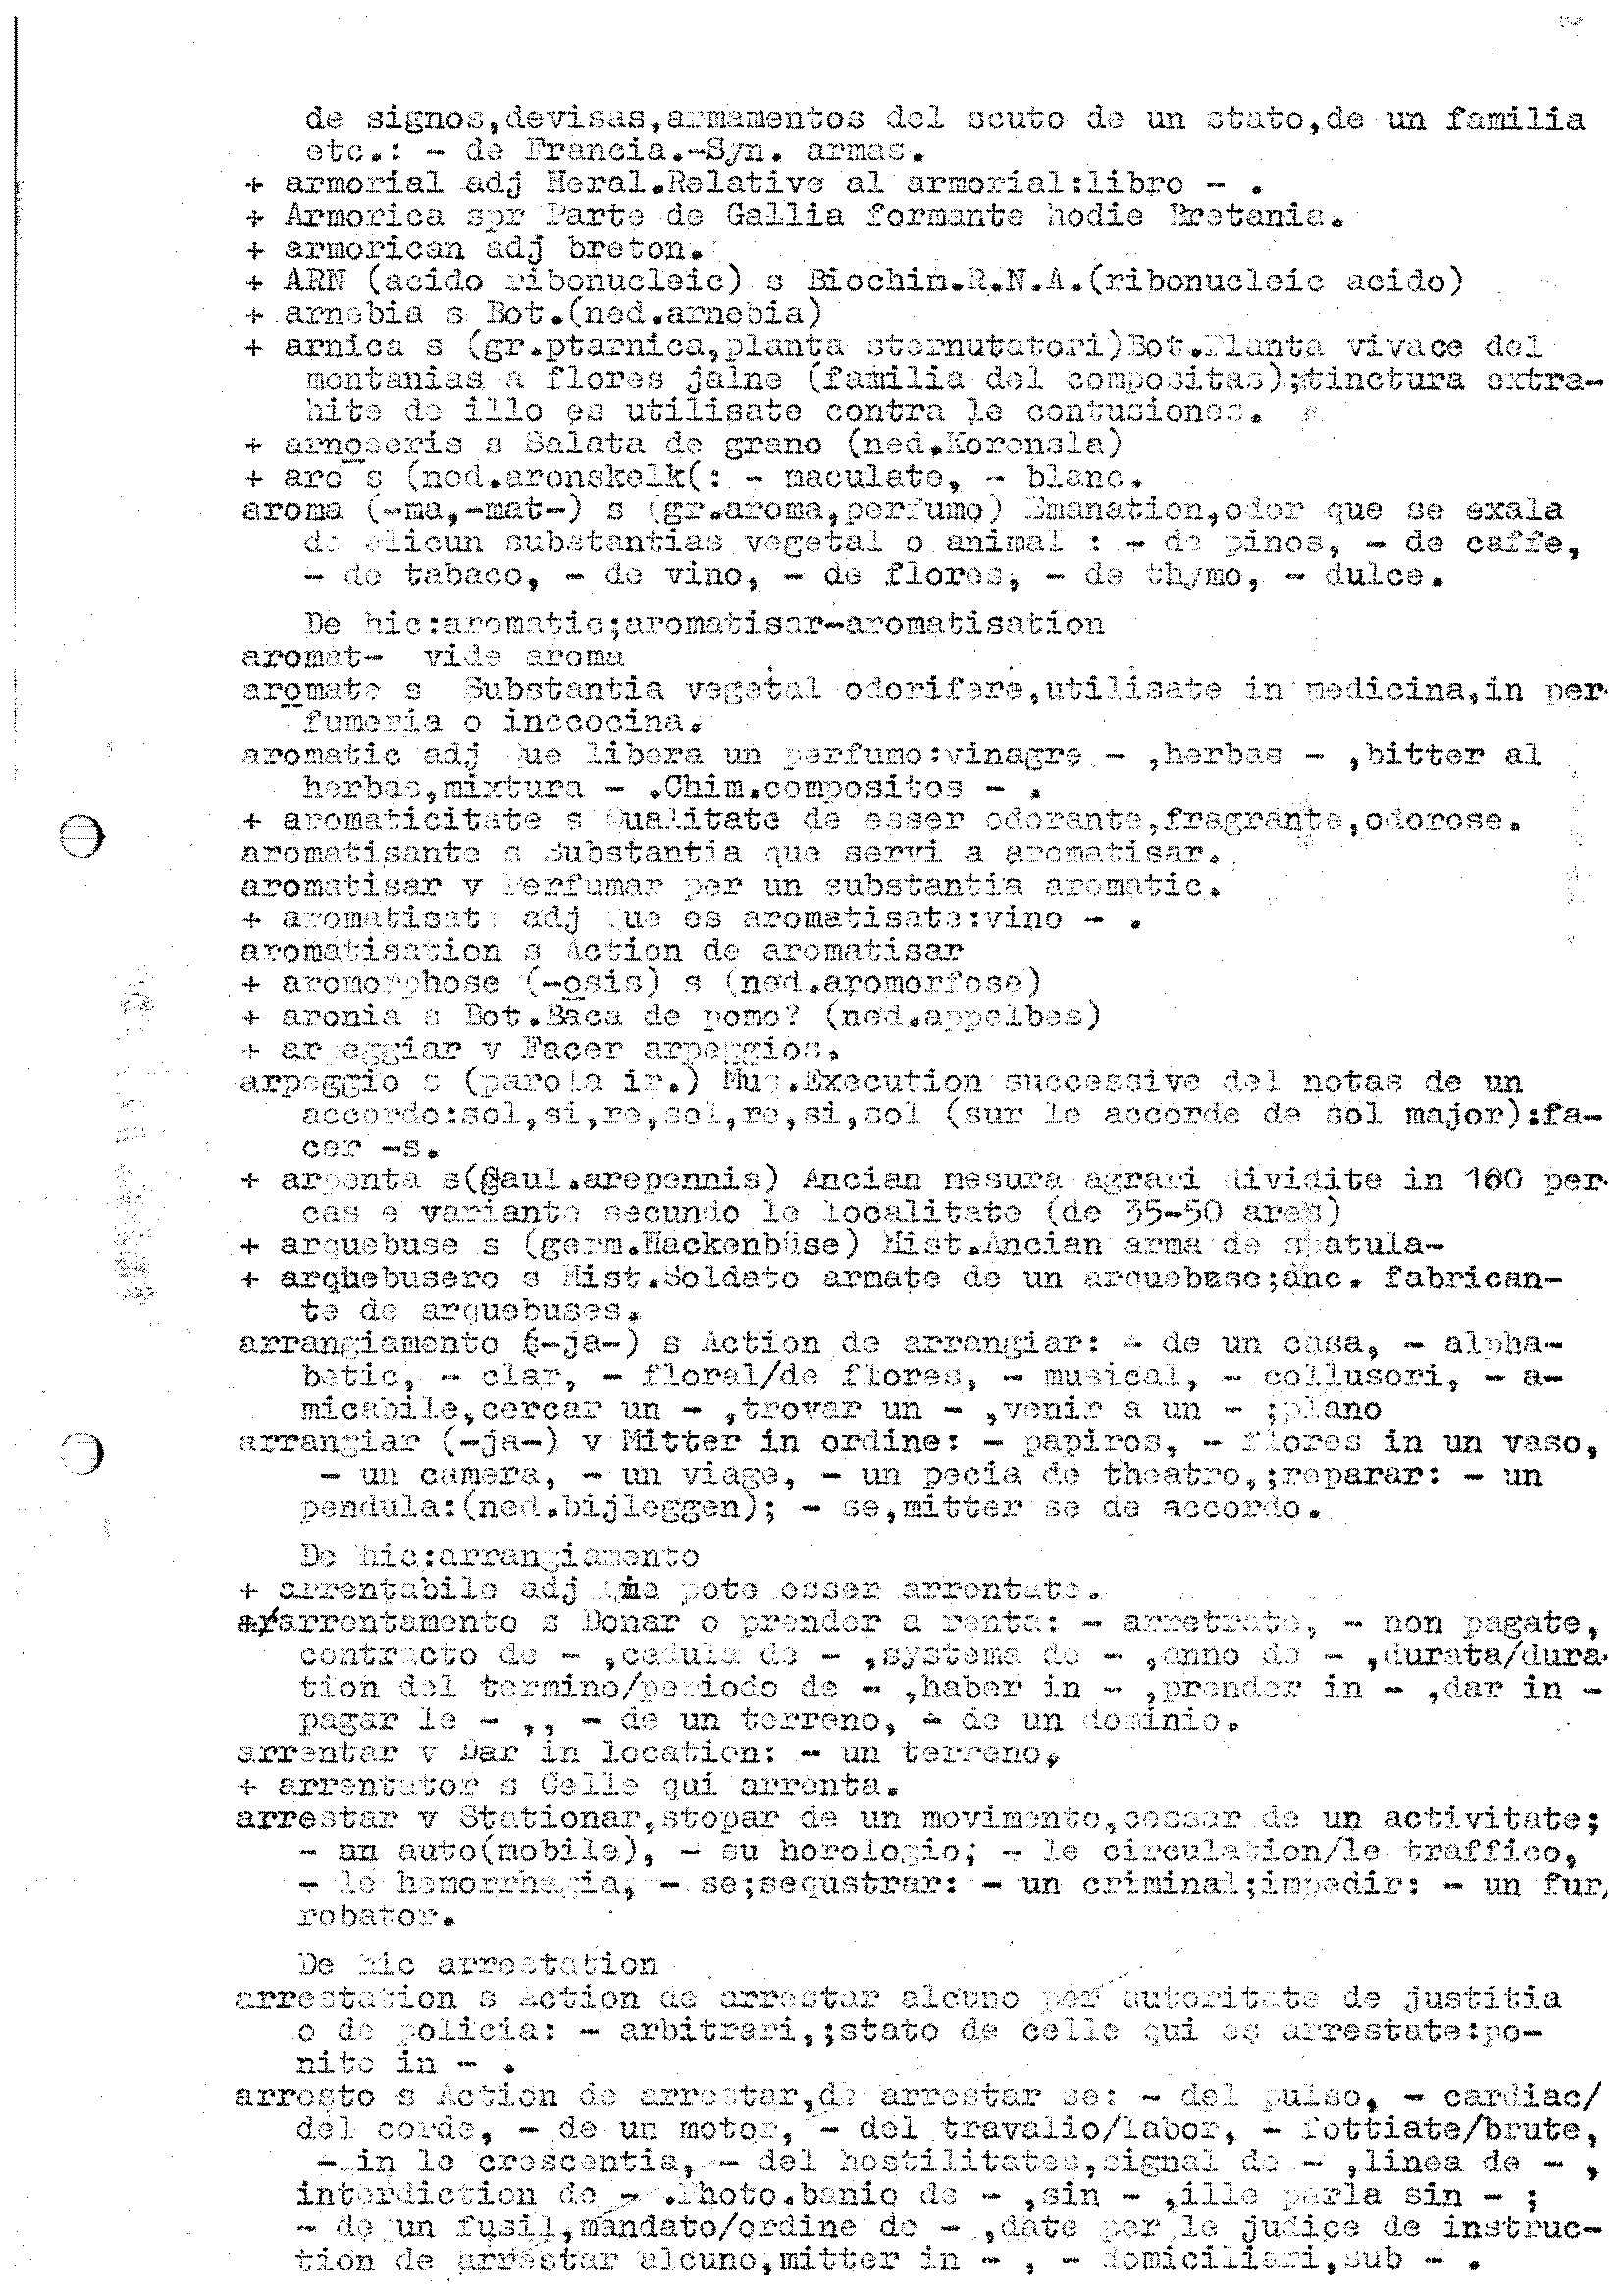 de signos,devisas,armamentos del scuto de un stato,de un familia
etc.: - de Francia.-Syn. armas.
+ armorial adj Heral.Relative al armorial:libro - .
+ Armorica spr Parte de Gallia formante hodie Bretania.
+ armorican adj breton.
+ ARN (acido ribonucleic) s Biochim.R.N.A.(ribonucleic acido)
+ arnebia s Bot.(ned.arnebia)
+ arnica s (gr.ptarnica,planta sternutatori)Bot.Planta vivace del
montanias a flores jalne (familia del compositas);tinctura extra-
hite de illo es utilisate contra le contusiones.
+ arnoseris s Salata de grano (ned.Korensla)
+ aro s (ned.aronskelk(: - maculate, - blanc.
aroma (-ma,-mat-) s (gr.aroma,perfumo) Emanation,odor que se exala
de alicun substantias vegetal o animal : - de pinos, - de caffe,
- de tabaco, - de vino, - de flores, - de thymo, - dulce.
De hic:aromatic;aromatisar-aromatisation
aromat- vide aroma
aromate s Substantia vegetal odorifere,utilisate in medicina,in per-
fumeria o inccocina.
aromatic adj Que libera un perfumo:vinagre - ,herbas - ,bitter al
herbas,mixtura - .Chim.compositos - .
+ aromaticitate s Qualitate de esser odorante,fragrante,odorose.
aromatisante s Substantia que servi a aromatisar.
aromatisar v Perfumar per un substantia aromatic.
+ aromatisate adj Que es aromatisate:vino - .
aromatisation s Action de aromatisar
+ aromorphose (-osis) s (ned.aromorfose)
+ aronia s Bot.Baca de pomo? (ned.appelbes)
+ arpeggiar v Facer arpeggios.
arpeggio s (parola ir.) Mus.Execution successive del notas de un
accordo:sol,si,re,sol,re,si,sol (sur le accorde de sol major):fa-
cer -s.
+ arpenta s(gaul.arepennis) Ancian mesura agrari dividite in 100 per-
cas e variante secundo le localitate (de 35-50 ares)
+ arquebuse s (germ.Hackenbüse) Hist.Ancian arma de spatula-
+ arquebusero s Hist.Soldato armate de un arquebuse;anc. fabrican-
te de arquebuses.
arrangiamento (-ja-) s Action de arrangiar: - de un casa, - alpha-
betic, - clar, - floral/de flores, - musical, - collusori, - a-
micabile,cercar un - ,trovar un - ,venir a un - ;plano
arrangiar (-ja-) v Mitter in ordine: - papiros, - flores in un vaso,
- un camera, - un viage, - un pecia de theatro,;reparar: - un
pendula:(ned.bijleggen); - se,mitter se de accordo.
De hic:arrangiamento
+ arrentabile adj Que pote esser arrentate.
arrentamento s Donar o prender a renta: - arretrate, - non pagate,
contracto de - ,cedula de - ,systema de - ,anno de - ,durata/dura-
tion del termino/periodo de - ,haber in - ,prender in - ,dar in -
pagar le - ,, - de un terreno, - de un dominio.
arrentar v Dar in location: - un terreno,
+ arrentator s Celle qui arrenta.
arrestar v Stationar,stopar de un movimento,cessar de un activitate;
- un auto(mobile), - su horologio; - le circulation/le traffico,
- le hemorrhagia, - se;sequstrar: - un criminal;impedir: - un fur,
robator.
De hic arrestation
arrestation s Action de arrestar alcuno per autoritate de justitia
o de policia: - arbitrari,;stato de celle qui es arrestate:po-
nite in - .
arresto s Action de arrestar,de arrestar se: - del pulso, - cardiac/
del corde, - de un motor, - del travalio/labor, - fottiate/brute,
- in le crescentia, - del hostilitates,signal de - ,linea de - ,
interdiction de - .Photo.banio de - ,sin - ,ille parla sin - ;
- de un fusil,mandato/ordine de - ,date per le judice de instruc-
tion de arrestar alcuno,mitter in - , - domiciliari,sub - .